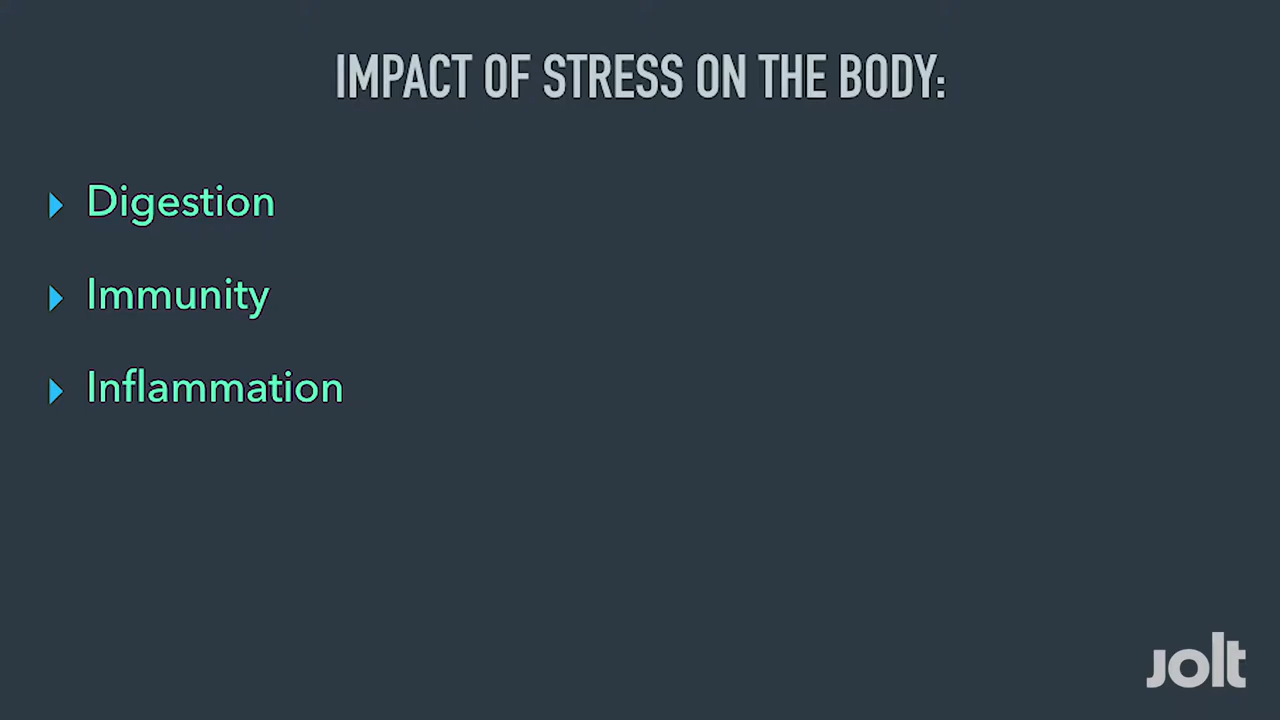 IMPACT OF STRESS ON THE BODY:
Digestion
Immunity
Inflammation
jolt